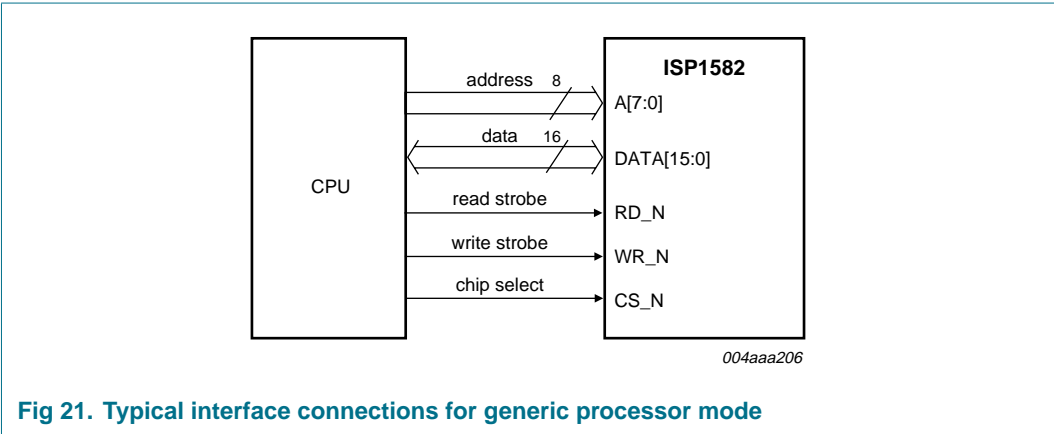 ISP1582
address 8
A[7:0]
data 16
DATA[15:0]
CPU
read strobe
RD_N
write strobe
WR_N
chip select
CS_N
004aaa206
Fig 21. Typical interface connections for generic processor mode